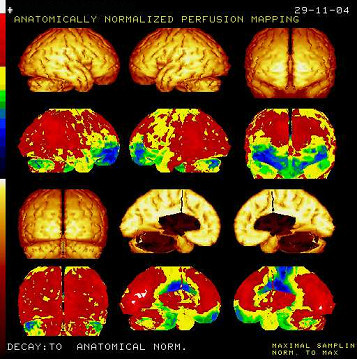 29-11-04
ANATOMICALLY NORMALIZED PERFUSION MAPPING
DECAY:TO ANATOMICAL NORM.
MAXIMAL SAMPLIN
NORM. TO MAX